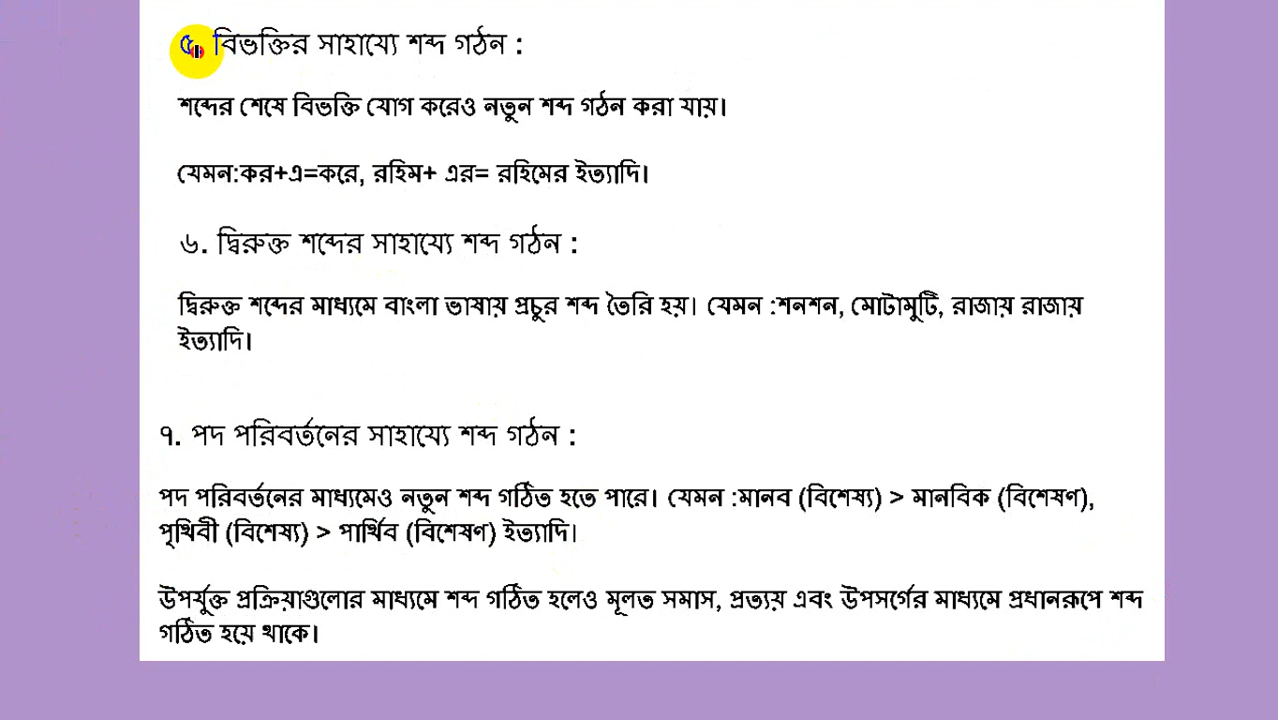 ৫. বিভক্তির সাহায্যে শব্দ গঠন :
শব্দের শেষে বিভক্তি যোগ করেও নতুন শব্দ গঠন করা যায়।
যেমন:কর+এ=করে, রহিম+ এর= রহিমের ইত্যাদি।
৬. দ্বিরুক্ত শব্দের সাহায্যে শব্দ গঠন :
দ্বিরুক্ত শব্দের মাধ্যমে বাংলা ভাষায় প্রচুর শব্দ তৈরি হয়। যেমন :শনশন, মোটামুটি, রাজায় রাজায়
ইত্যাদি।
৭. পদ পরিবর্তনের সাহায্যে শব্দ গঠন :
পদ পরিবর্তনের মাধ্যমেও নতুন শব্দ গঠিত হতে পারে। যেমন :মানব (বিশেষ্য) > মানবিক (বিশেষণ),
পৃথিবী (বিশেষ্য) > পার্থিব (বিশেষণ) ইত্যাদি।
উপর্যুক্ত প্রক্রিয়াগুলোর মাধ্যমে শব্দ গঠিত হলেও মূলত সমাস, প্রত্যয় এবং উপসর্গের মাধ্যমে প্রধানরূপে শব্দ
গঠিত হয়ে থাকে।